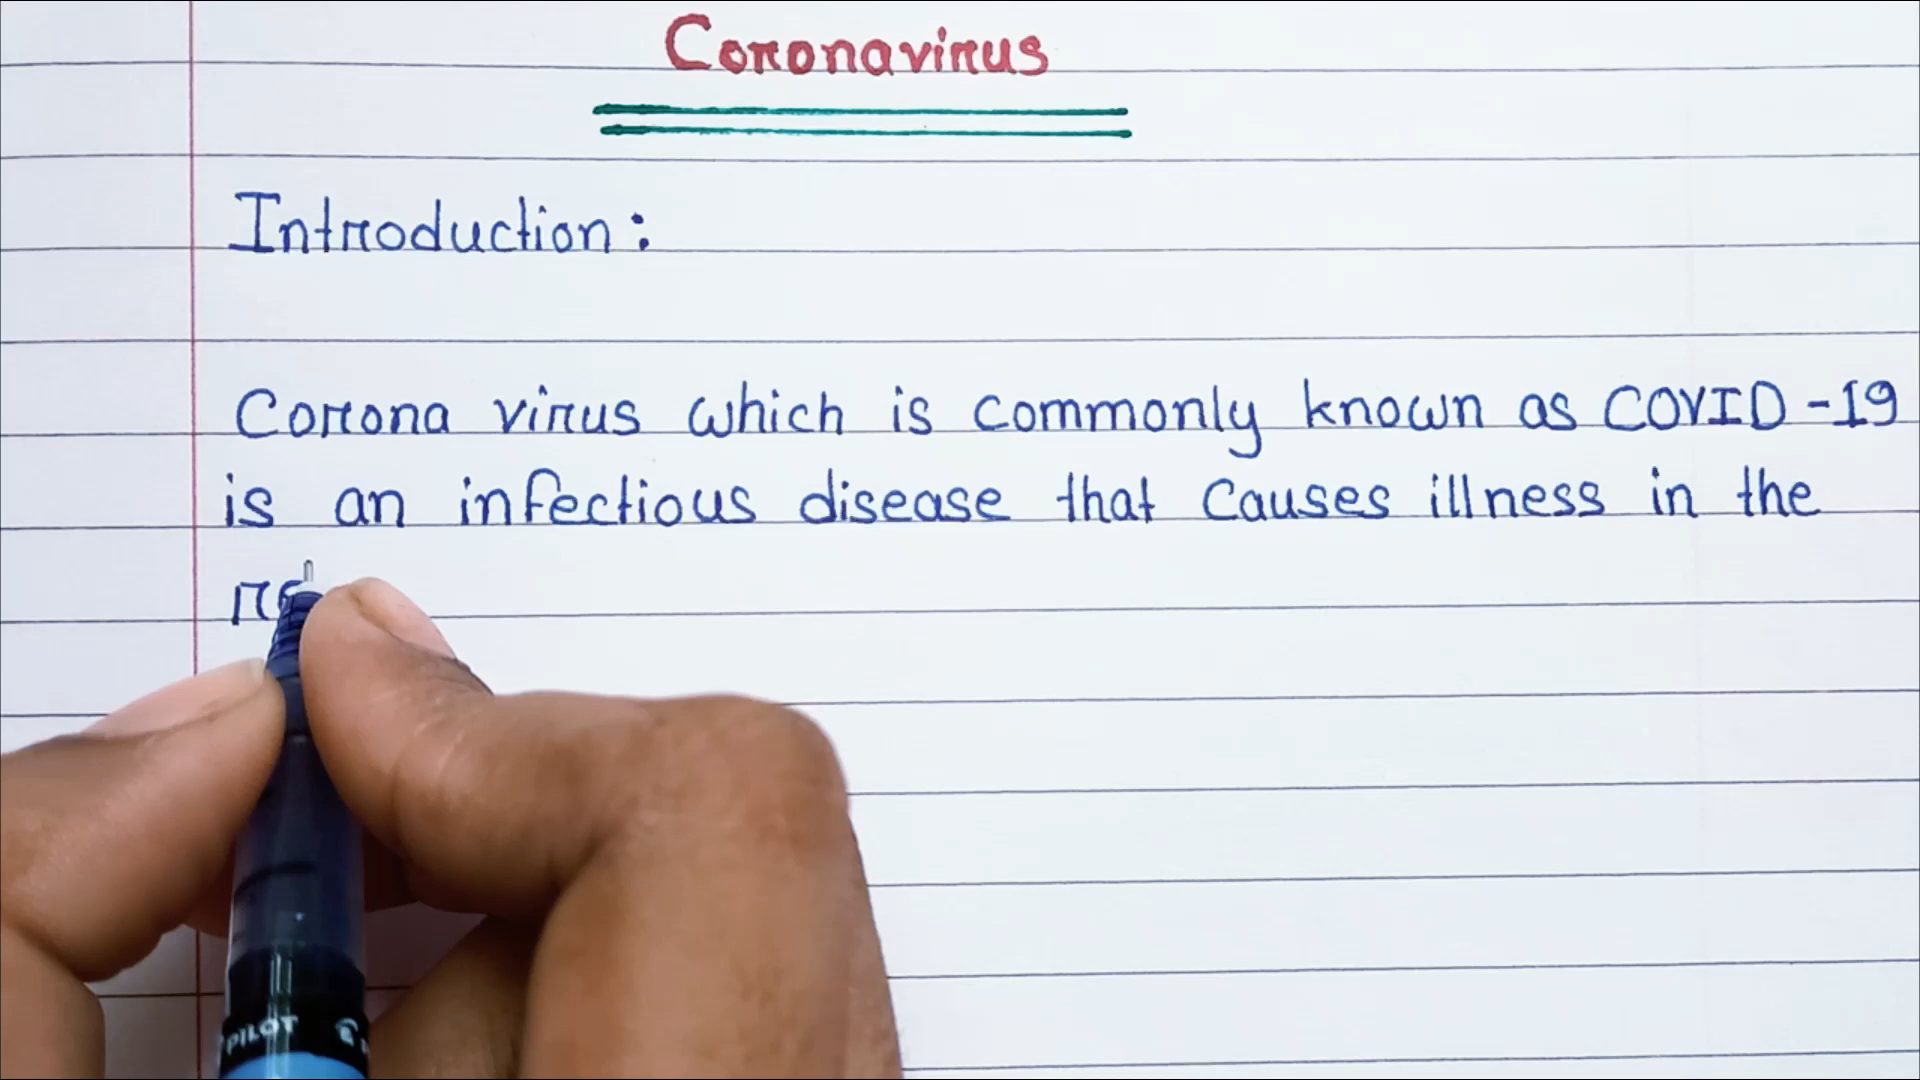 Coronavirus
Introduction:
Corona virus which is commonly known as COVID-19
is an infectious disease that causes illness in the
PILOT